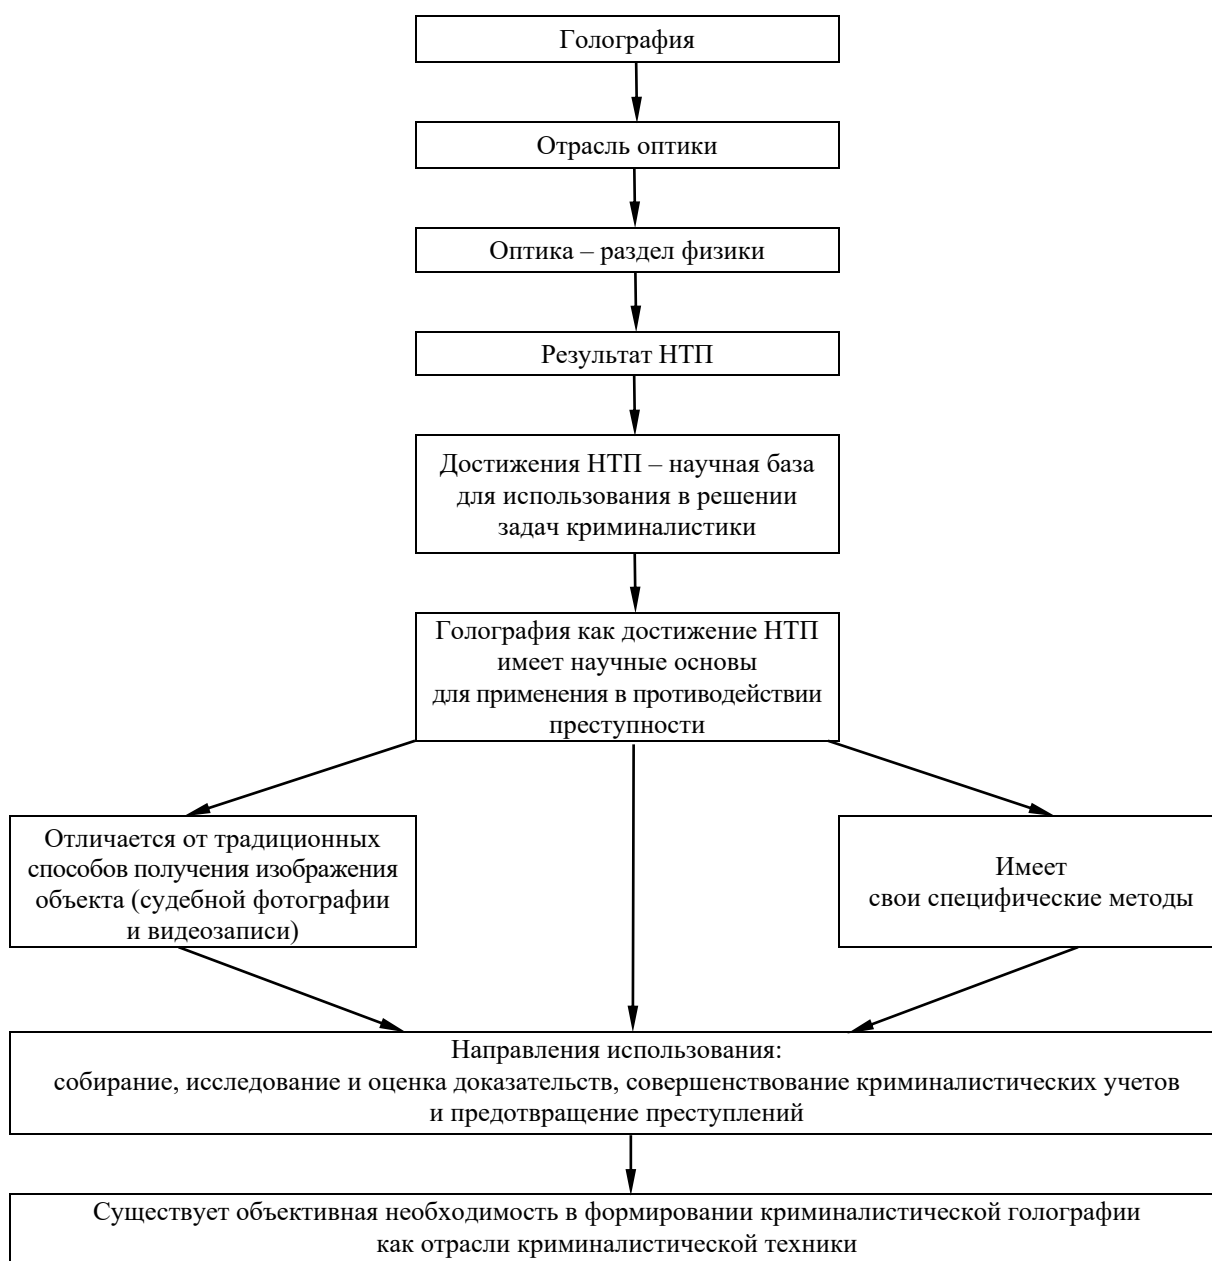 Голография
Отрасль оптики
Оптика – раздел физики
Результат НТП
Достижения НТП – научная база
для использования в решении
задач криминалистики
Голография как достижение НТП
имеет научные основы
для применения в противодействии
преступности
Отличается от традиционных
способов получения изображения
объекта (судебной фотографии
и видеозаписи)
Имеет
свои специфические методы
Направления использования:
собирание, исследование и оценка доказательств, совершенствование криминалистических учетов
и предотвращение преступлений
Существует объективная необходимость в формировании криминалистической голографии
как отрасли криминалистической техники